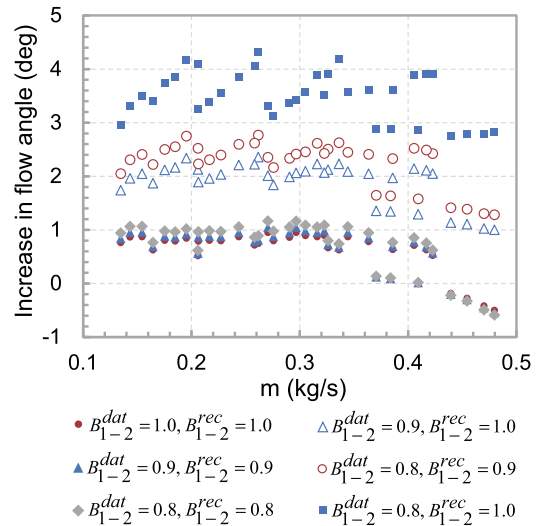 Increase in flow angle (deg)
5
4
3
2
1
0
-1
0.1 0.2 0.3 0.4 0.5
m (kg/s)
B_{1-2}^{dat} = 1.0, B_{1-2}^{rec} = 1.0
B_{1-2}^{dat} = 0.9, B_{1-2}^{rec} = 1.0
B_{1-2}^{dat} = 0.9, B_{1-2}^{rec} = 0.9
B_{1-2}^{dat} = 0.8, B_{1-2}^{rec} = 0.9
B_{1-2}^{dat} = 0.8, B_{1-2}^{rec} = 0.8
B_{1-2}^{dat} = 0.8, B_{1-2}^{rec} = 1.0